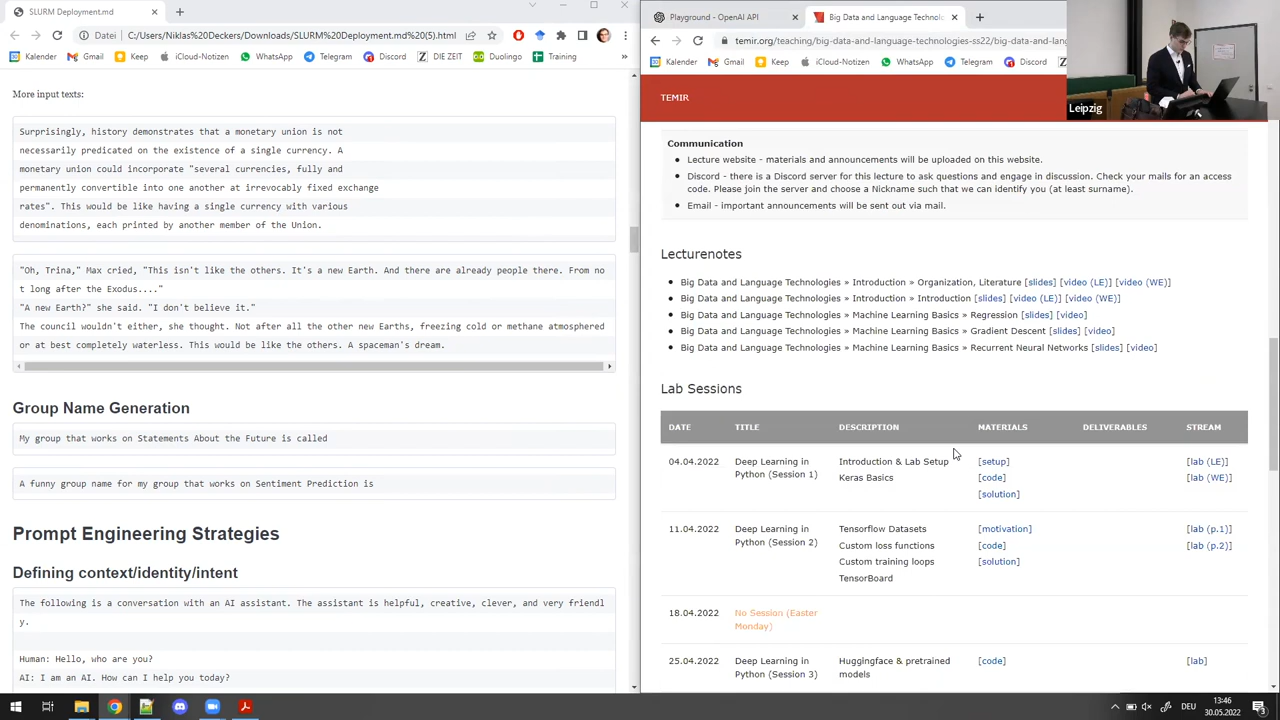 SLURM Deployment.md
Datei
C:/Users/Niklas%20Deckers/Downloads/SLURM%20Deployment.md%20(5).html
Kalender
Gmail
Keep
iCloud-Notizen
WhatsApp
Telegram
Discord
DIE ZEIT
Duolingo
Training
More input texts:
Surprisingly, history demonstrates that a monetary union is not
necessarily predicated on the existence of a single currency. A
monetary union could incorporate "several currencies, fully and
permanently convertible into one another at irrevocably fixed exchange
rates". This would be like having a single currency with various
denominations, each printed by another member of the Union.
"Oh, Trina," Max cried, "This isn't like the others. It's a new Earth. And there are already people there. From no
t long after the Exodus...."
"A new Earth?" she said. "I don't believe it."
The council wouldn't either, she thought. Not after all the other new Earths, freezing cold or methane atmosphered
or at best completely waterless. This would be like the others. A spaceman's dream.
Group Name Generation
My group that works on Statements About the Future is called
A funny group name for my group that works on Sentiment Prediction is
Prompt Engineering Strategies
Defining context/identity/intent
The following is a conversation with an AI assistant. The assistant is helpful, creative, clever, and very friendl
y.
Human: Hello, who are you?
AI: I am an AI. How can I help you today?
Playground - OpenAI API
Big Data and Language Technolo
temir.org/teaching/big-data-and-language-technologies-ss22/big-data-and-lang
Kalender
Gmail
Keep
iCloud-Notizen
WhatsApp
Telegram
Discord
Leipzig
TEMIR
Communication
Lecture website - materials and announcements will be uploaded on this website.
Discord - there is a Discord server for this lecture to ask questions and engage in discussion. Check your mails for an access
code. Please join the server and choose a Nickname such that we can identify you (at least surname).
Email - important announcements will be sent out via mail.
Lecturenotes
Big Data and Language Technologies » Introduction » Organization, Literature [slides] [video (LE)] [video (WE)]
Big Data and Language Technologies » Introduction » Introduction [slides] [video (LE)] [video (WE)]
Big Data and Language Technologies » Machine Learning Basics » Regression [slides] [video]
Big Data and Language Technologies » Machine Learning Basics » Gradient Descent [slides] [video]
Big Data and Language Technologies » Machine Learning Basics » Recurrent Neural Networks [slides] [video]
Lab Sessions
DATE TITLE DESCRIPTION MATERIALS DELIVERABLES STREAM
04.04.2022 Deep Learning in Introduction & Lab Setup [setup] [lab (LE)]
Python (Session 1) Keras Basics [code] [lab (WE)]
[solution]
11.04.2022 Deep Learning in Tensorflow Datasets [motivation] [lab (p.1)]
Python (Session 2) Custom loss functions [code] [lab (p.2)]
Custom training loops [solution]
TensorBoard
18.04.2022 No Session (Easter
Monday)
25.04.2022 Deep Learning in Huggingface & pretrained [code] [lab]
Python (Session 3) models
DEU
13:46
30.05.2022
3